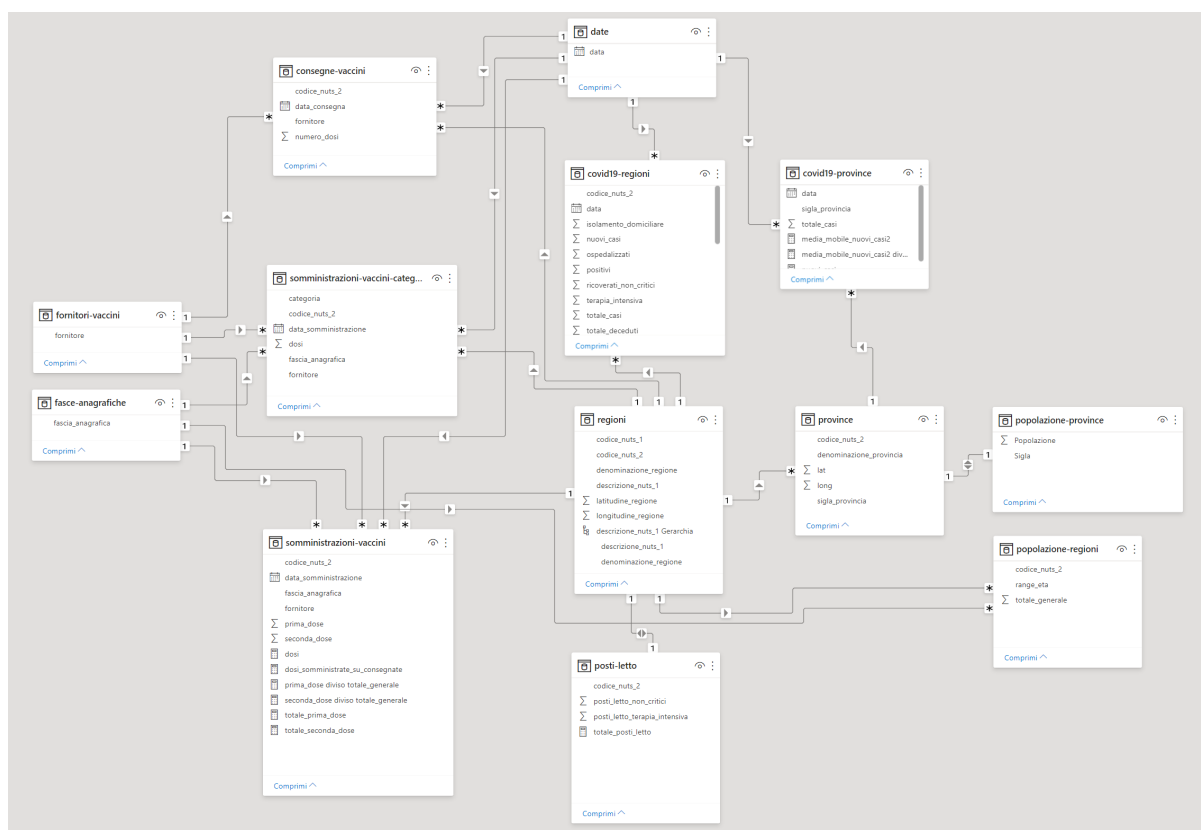 date
data
Comprimi
consegne-vaccini
codice_nuts_2
data_consegna
fornitore
numero_dosi
Comprimi
covid19-regioni
codice_nuts_2
data
isolamento_domiciliare
nuovi_casi
ospedalizzati
positivi
ricoverati_non_critici
terapia_intensiva
totale_casi
totale_deceduti
Comprimi
covid19-province
data
sigla_provincia
totale_casi
media_mobile_nuovi_casi2
media_mobile_nuovi_casi2 div...
Comprimi
somministrazioni-vaccini-categ...
categoria
codice_nuts_2
data_somministrazione
dosi
fascia_anagrafica
fornitore
Comprimi
fornitori-vaccini
fornitore
Comprimi
fasce-anagrafiche
fascia_anagrafica
Comprimi
regioni
codice_nuts_1
codice_nuts_2
denominazione_regione
descrizione_nuts_1
latitudine_regione
longitudine_regione
descrizione_nuts_1 Gerarchia
descrizione_nuts_1
denominazione_regione
Comprimi
province
codice_nuts_2
denominazione_provincia
lat
long
sigla_provincia
Comprimi
popolazione-province
Popolazione
Sigla
Comprimi
somministrazioni-vaccini
codice_nuts_2
data_somministrazione
fascia_anagrafica
fornitore
prima_dose
seconda_dose
dosi
dosi_somministrate_su_consegnate
prima_dose diviso totale_generale
seconda_dose diviso totale_generale
totale_prima_dose
totale_seconda_dose
Comprimi
popolazione-regioni
codice_nuts_2
range_eta
totale_generale
Comprimi
posti-letto
codice_nuts_2
posti_letto_non_critici
posti_letto_terapia_intensiva
totale_posti_letto
Comprimi